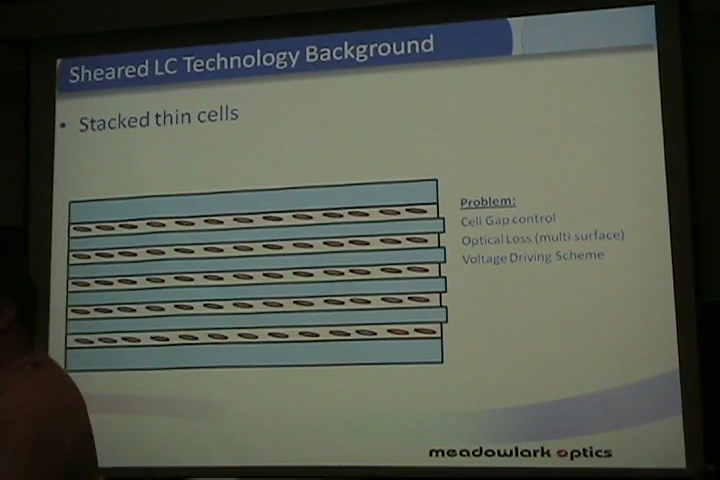 Sheared LC Technology Background
• Stacked thin cells
Problem:
Cell Gap control
Optical Loss (multi surface)
Voltage Driving Scheme
meadowlark optics